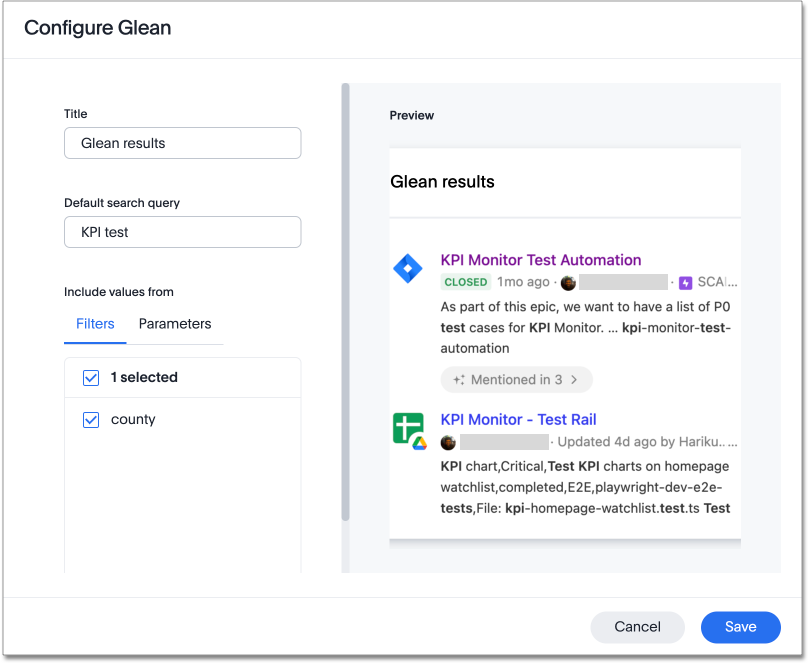 Configure Glean
Title
Glean results
Default search query
KPI test
Include values from
Filters
Parameters
1 selected
county
Preview
Glean results
KPI Monitor Test Automation
CLOSED 1mo ago · · SCAL...
As part of this epic, we want to have a list of P0
test cases for KPI Monitor. ... kpi-monitor-test-
automation
Mentioned in 3
KPI Monitor - Test Rail
· Updated 4d ago by Hariku.. ...
KPI chart,Critical,Test KPI charts on homepage
watchlist,completed,E2E,playwright-dev-e2e-
tests,File: kpi-homepage-watchlist.test.ts Test
Cancel
Save